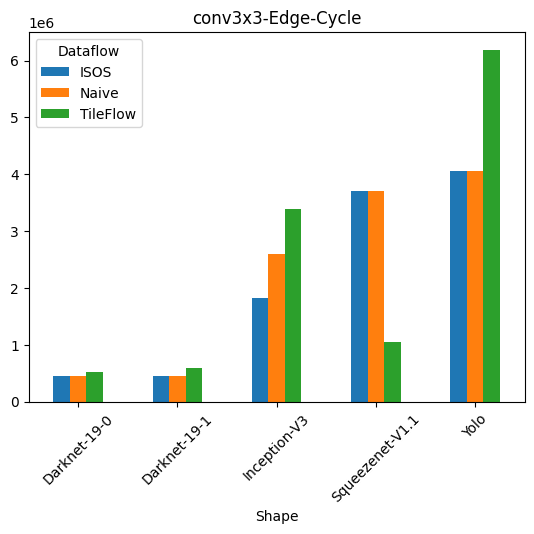 conv3x3-Edge-Cycle
1e6
Dataflow
ISOS
Naive
TileFlow
6
5
4
3
2
1
0
Darknet-19-0
Darknet-19-1
Inception-V3
Squeezenet-V1.1
Yolo
Shape